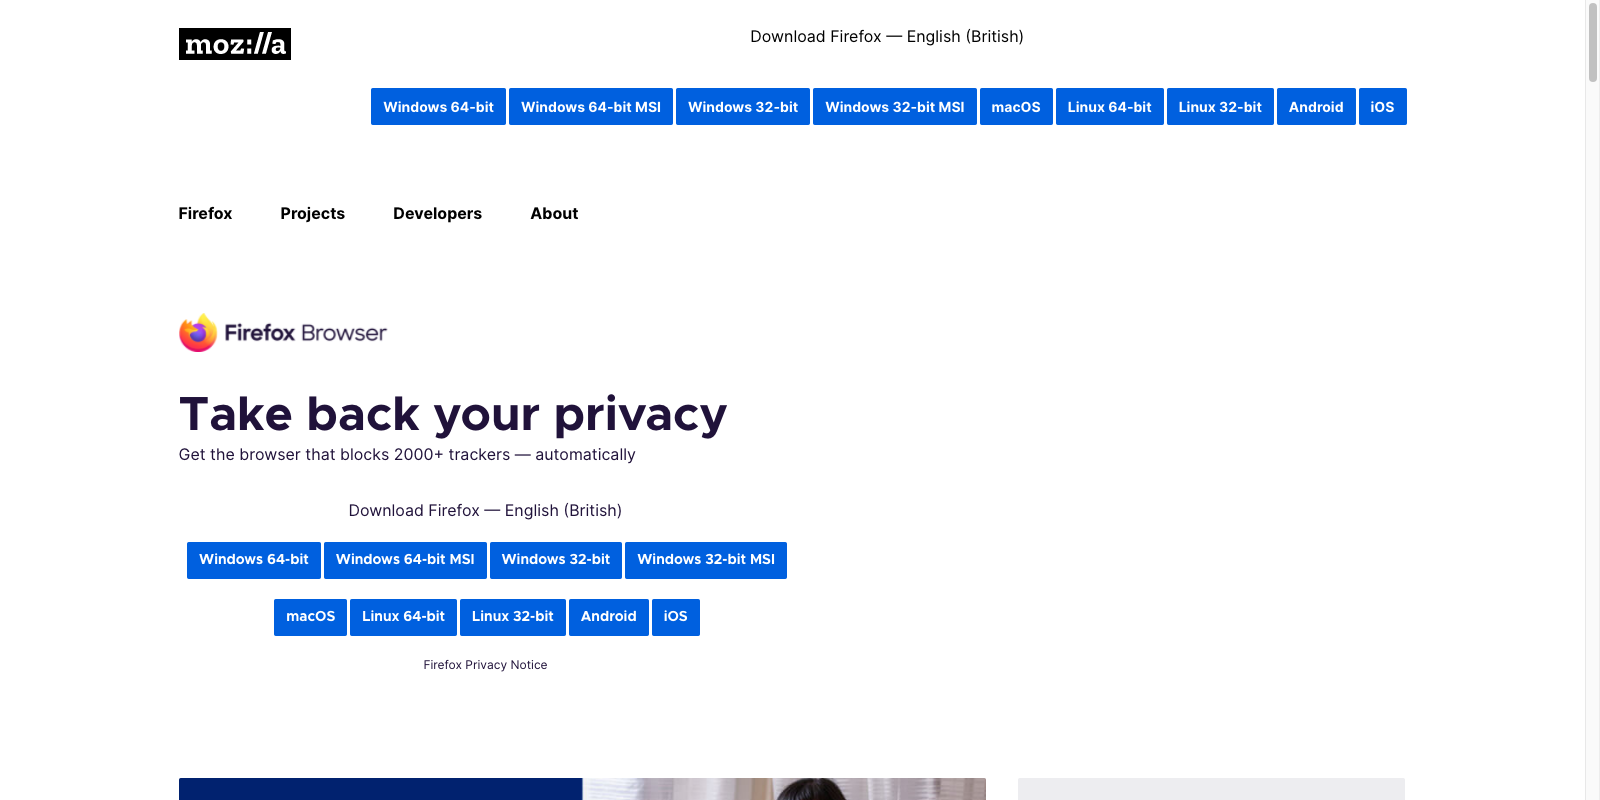 moz://a
Download Firefox — English (British)
Windows 64-bit Windows 64-bit MSI Windows 32-bit Windows 32-bit MSI macOS Linux 64-bit Linux 32-bit Android iOS
Firefox Projects Developers About
Firefox Browser
Take back your privacy
Get the browser that blocks 2000+ trackers — automatically
Download Firefox — English (British)
Windows 64-bit Windows 64-bit MSI Windows 32-bit Windows 32-bit MSI
macOS Linux 64-bit Linux 32-bit Android iOS
Firefox Privacy Notice